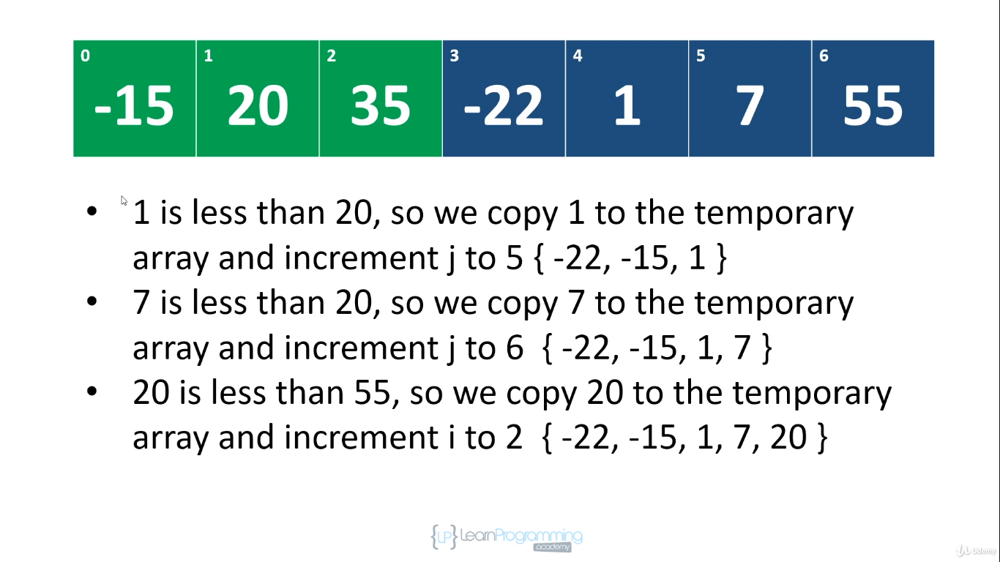 0 1 2 3 4 5 6
-15 20 35 -22 1 7 55
• 1 is less than 20, so we copy 1 to the temporary
array and increment j to 5 { -22, -15, 1 }
• 7 is less than 20, so we copy 7 to the temporary
array and increment j to 6 { -22, -15, 1, 7 }
• 20 is less than 55, so we copy 20 to the temporary
array and increment i to 2 { -22, -15, 1, 7, 20 }
{LP} LearnProgramming
.academy
Udemy